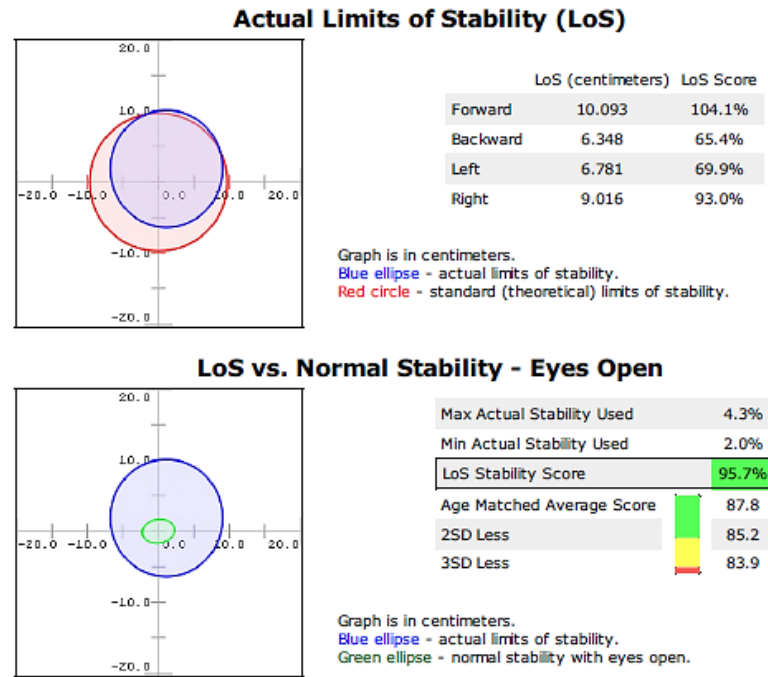 Actual Limits of Stability (LoS)
20.0
10.0
-20.0 -10.0 0.0 10.0 20.0
-10.0
-20.0
LoS (centimeters) LoS Score
Forward 10.093 104.1%
Backward 6.348 65.4%
Left 6.781 69.9%
Right 9.016 93.0%
Graph is in centimeters.
Blue ellipse - actual limits of stability.
Red circle - standard (theoretical) limits of stability.
LoS vs. Normal Stability - Eyes Open
20.0
10.0
-20.0 -10.0 0.0 10.0 20.0
-10.0
-20.0
Max Actual Stability Used 4.3%
Min Actual Stability Used 2.0%
LoS Stability Score 95.7%
Age Matched Average Score 87.8
2SD Less 85.2
3SD Less 83.9
Graph is in centimeters.
Blue ellipse - actual limits of stability.
Green ellipse - normal stability with eyes open.